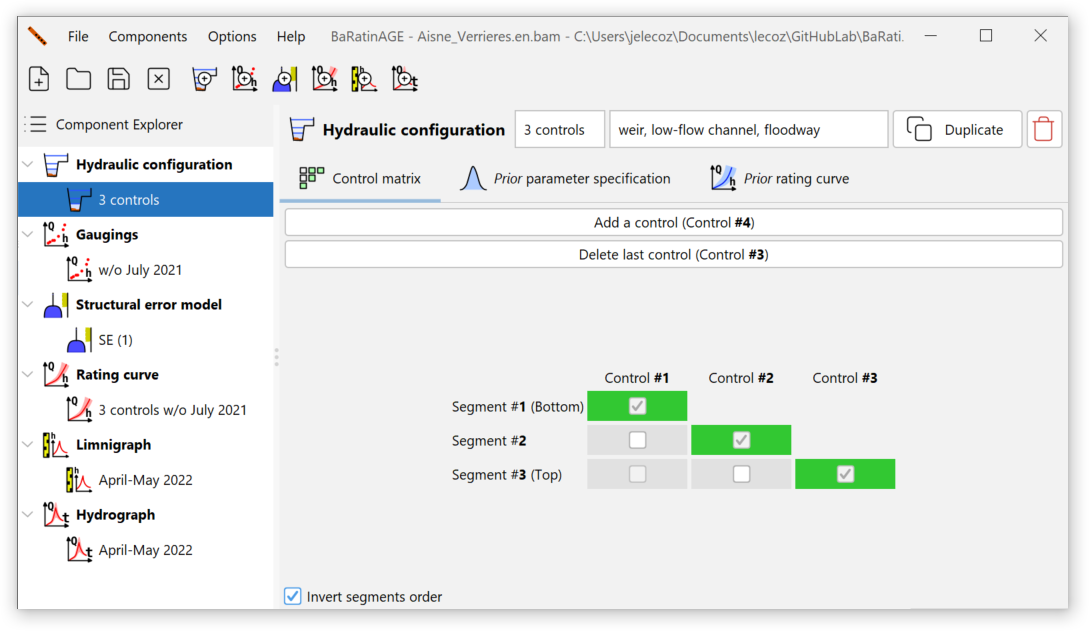 File Components Options Help BaRatinAGE - Aisne_Verrieres.en.bam - C:\Users\jelecoz\Documents\lecoz\GitHubLab\BaRati.
Component Explorer
Hydraulic configuration
3 controls
Gaugings
w/o July 2021
Structural error model
SE (1)
Rating curve
3 controls w/o July 2021
Limnigraph
April-May 2022
Hydrograph
April-May 2022
Hydraulic configuration 3 controls weir, low-flow channel, floodway Duplicate
Control matrix Prior parameter specification Prior rating curve
Add a control (Control #4)
Delete last control (Control #3)
Control #1 Control #2 Control #3
Segment #1 (Bottom)
Segment #2
Segment #3 (Top)
Invert segments order